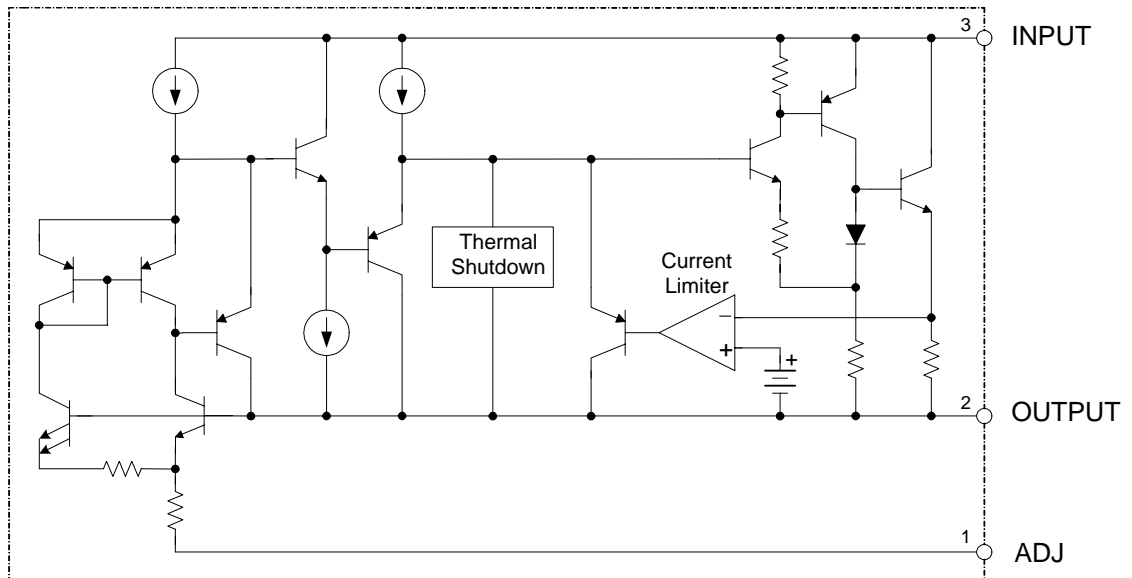 3
INPUT
Thermal
Shutdown
Current
Limiter
−
+
+
2
OUTPUT
1
ADJ